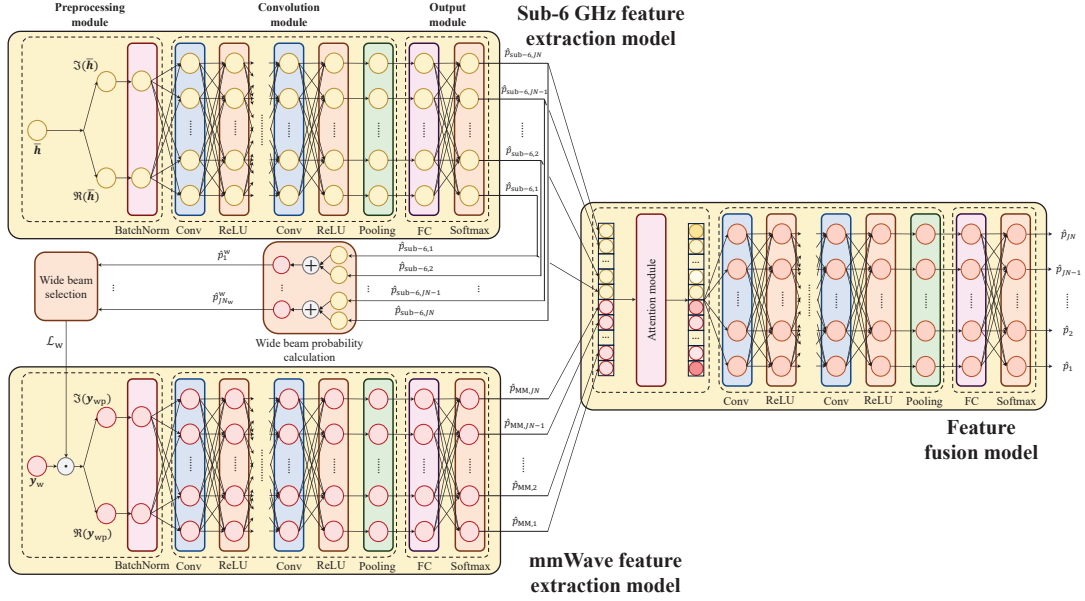 Preprocessing
module
Convolution
module
Output
module
Sub-6 GHz feature
extraction model
ℑ(h̄)
h̄
ℜ(h̄)
BatchNorm
Conv
ReLU
Conv
ReLU
Pooling
FC
Softmax
p̂sub−6,JN
p̂sub−6,JN−1
p̂sub−6,2
p̂sub−6,1
Wide beam
selection
p̂₁ʷ
p̂ʷJNw
p̂sub−6,1
p̂sub−6,2
p̂sub−6,JN−1
p̂sub−6,JN
Wide beam probability
calculation
ℒw
ℑ(ywp)
yw
ℜ(ywp)
BatchNorm
Conv
ReLU
Conv
ReLU
Pooling
FC
Softmax
p̂MM,JN
p̂MM,JN−1
p̂MM,2
p̂MM,1
mmWave feature
extraction model
Attention module
Conv
ReLU
Conv
ReLU
Pooling
FC
Softmax
p̂JN
p̂JN−1
p̂2
p̂1
Feature
fusion model